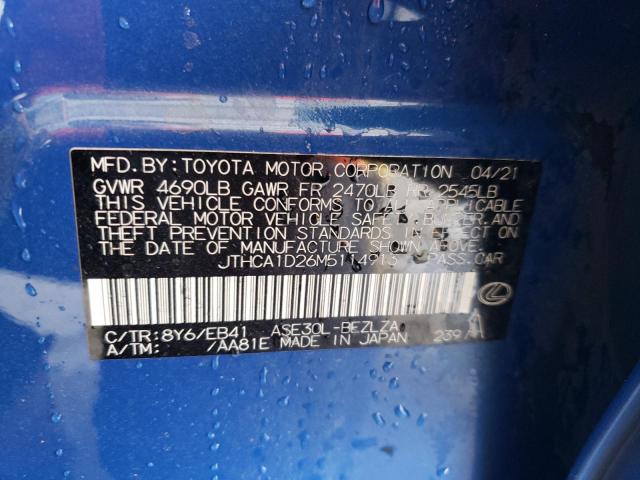 MFD.BY:TOYOTA MOTOR CORPORATION 04/21
GVWR 4690LB GAWR FR 2470LB RR 2545LB
THIS VEHICLE CONFORMS TO ALL APPLICABLE
FEDERAL MOTOR VEHICLE SAFETY, BUMPER, AND
THEFT PREVENTION STANDARDS IN EFFECT ON
THE DATE OF MANUFACTURE SHOWN ABOVE.
JTHCA1D26M5114915 PASS.CAR
C/TR:8Y6/EB41 ASE30L-BEZLZA
A/TM: /AA81E MADE IN JAPAN 239